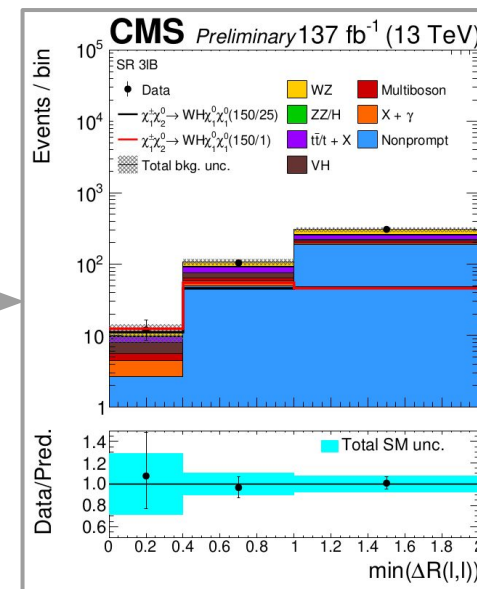 CMS Preliminary 137 fb⁻¹ (13 TeV)
Events / bin
10⁵
10⁴
10³
10²
10
1
SR 3lB
Data
χ̃₁±χ̃₂⁰→ WHχ̃₁⁰χ̃₁⁰(150/25)
χ̃₁±χ̃₂⁰→ WHχ̃₁⁰χ̃₁⁰(150/1)
Total bkg. unc.
WZ
ZZ/H
tt̄/t + X
VH
Multiboson
X + γ
Nonprompt
Data/Pred.
1.4
1.2
1.0
0.8
0.6
Total SM unc.
0 0.2 0.4 0.6 0.8 1 1.2 1.4 1.6 1.8 2
min(ΔR(l,l))